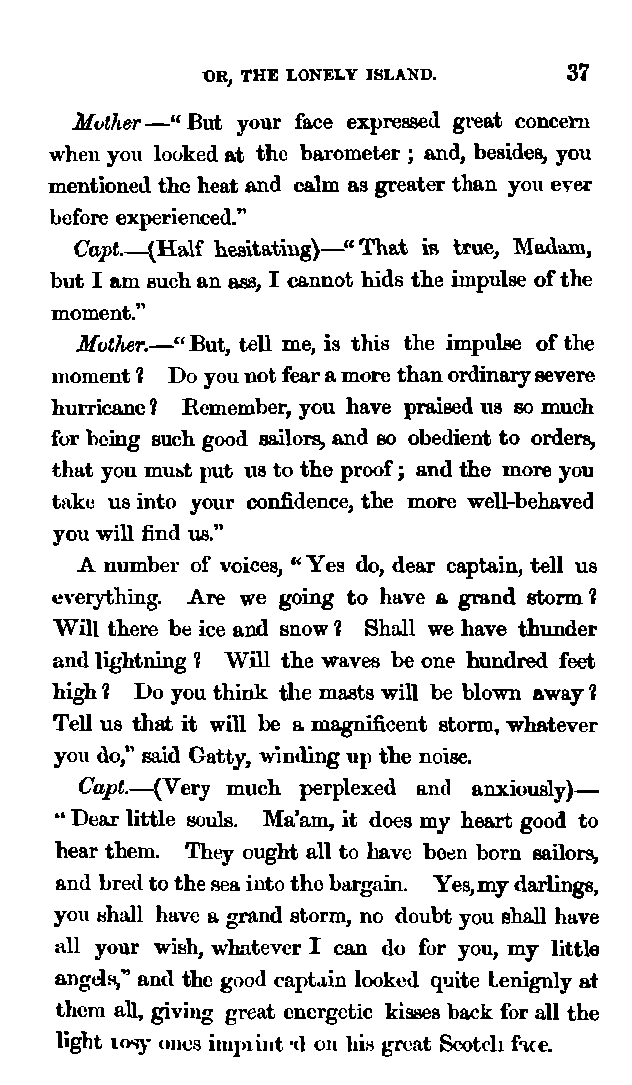 OR, THE LONELY ISLAND. 37
Mother—“But your face expressed great concern
when you looked at the barometer ; and, besides, you
mentioned the heat and calm as greater than you ever
before experienced.”
Capt.—(Half hesitating)—“That is true, Madam,
but I am such an ass, I cannot hids the impulse of the
moment.”
Mother.—“But, tell me, is this the impulse of the
moment? Do you not fear a more than ordinary severe
hurricane? Remember, you have praised us so much
for being such good sailors, and so obedient to orders,
that you must put us to the proof; and the more you
take us into your confidence, the more well-behaved
you will find us.”
A number of voices, “Yes do, dear captain, tell us
everything. Are we going to have a grand storm?
Will there be ice and snow? Shall we have thunder
and lightning? Will the waves be one hundred feet
high? Do you think the masts will be blown away?
Tell us that it will be a magnificent storm, whatever
you do,” said Gatty, winding up the noise.
Capt.—(Very much perplexed and anxiously)—
“Dear little souls. Ma’am, it does my heart good to
hear them. They ought all to have been born sailors,
and bred to the sea into the bargain. Yes, my darlings,
you shall have a grand storm, no doubt you shall have
all your wish, whatever I can do for you, my little
angels,” and the good captain looked quite benignly at
them all, giving great energetic kisses back for all the
light rosy ones imprinted on his great Scotch face.